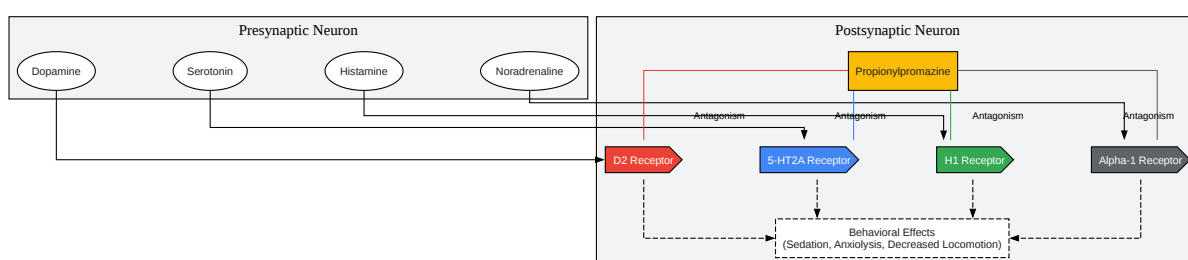 Presynaptic Neuron
Postsynaptic Neuron
Dopamine
Serotonin
Histamine
Noradrenaline
Propionylpromazine
Antagonism
Antagonism
Antagonism
Antagonism
D2 Receptor
5-HT2A Receptor
H1 Receptor
Alpha-1 Receptor
Behavioral Effects
(Sedation, Anxiolysis, Decreased Locomotion)